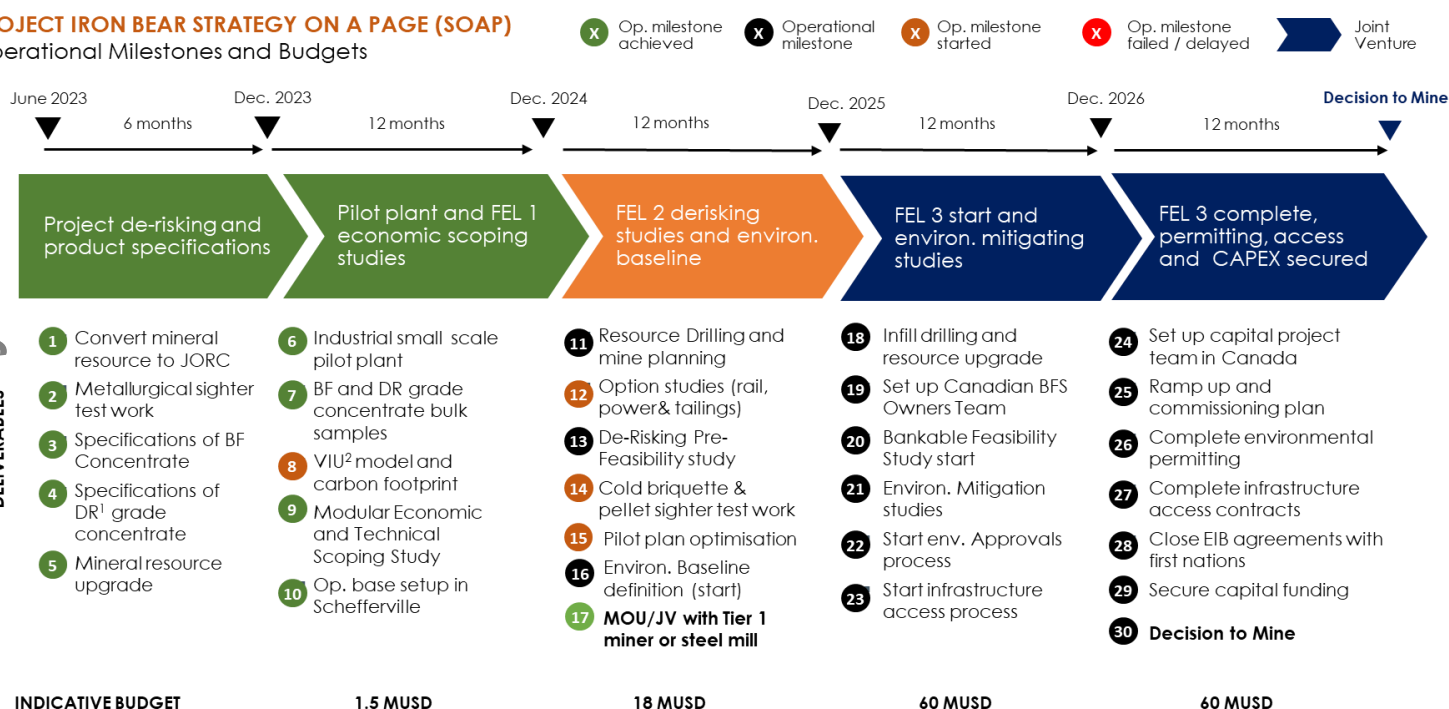 OJECT IRON BEAR STRATEGY ON A PAGE (SOAP)
perational Milestones and Budgets
X Op. milestone
achieved
X Operational
milestone
X Op. milestone
started
X Op. milestone
failed / delayed
Joint
Venture
June 2023
Dec. 2023
Dec. 2024
Dec. 2025
Dec. 2026
Decision to Mine
6 months
12 months
12 months
12 months
12 months
Project de-risking and
product specifications
Pilot plant and FEL 1
economic scoping
studies
FEL 2 derisking
studies and environ.
baseline
FEL 3 start and
environ. mitigating
studies
FEL 3 complete,
permitting, access
and CAPEX secured
DELIVERABLES
1 Convert mineral
resource to JORC
2 Metallurgical sighter
test work
3 Specifications of BF
Concentrate
4 Specifications of
DR¹ grade
concentrate
5 Mineral resource
upgrade
6 Industrial small scale
pilot plant
7 BF and DR grade
concentrate bulk
samples
8 VIU² model and
carbon footprint
9 Modular Economic
and Technical
Scoping Study
10 Op. base setup in
Schefferville
11 Resource Drilling and
mine planning
12 Option studies (rail,
power& tailings)
13 De-Risking Pre-
Feasibility study
14 Cold briquette &
pellet sighter test work
15 Pilot plan optimisation
16 Environ. Baseline
definition (start)
17 MOU/JV with Tier 1
miner or steel mill
18 Infill drilling and
resource upgrade
19 Set up Canadian BFS
Owners Team
20 Bankable Feasibility
Study start
21 Environ. Mitigation
studies
22 Start env. Approvals
process
23 Start infrastructure
access process
24 Set up capital project
team in Canada
25 Ramp up and
commissioning plan
26 Complete environmental
permitting
27 Complete infrastructure
access contracts
28 Close EIB agreements with
first nations
29 Secure capital funding
30 Decision to Mine
INDICATIVE BUDGET
1.5 MUSD
18 MUSD
60 MUSD
60 MUSD